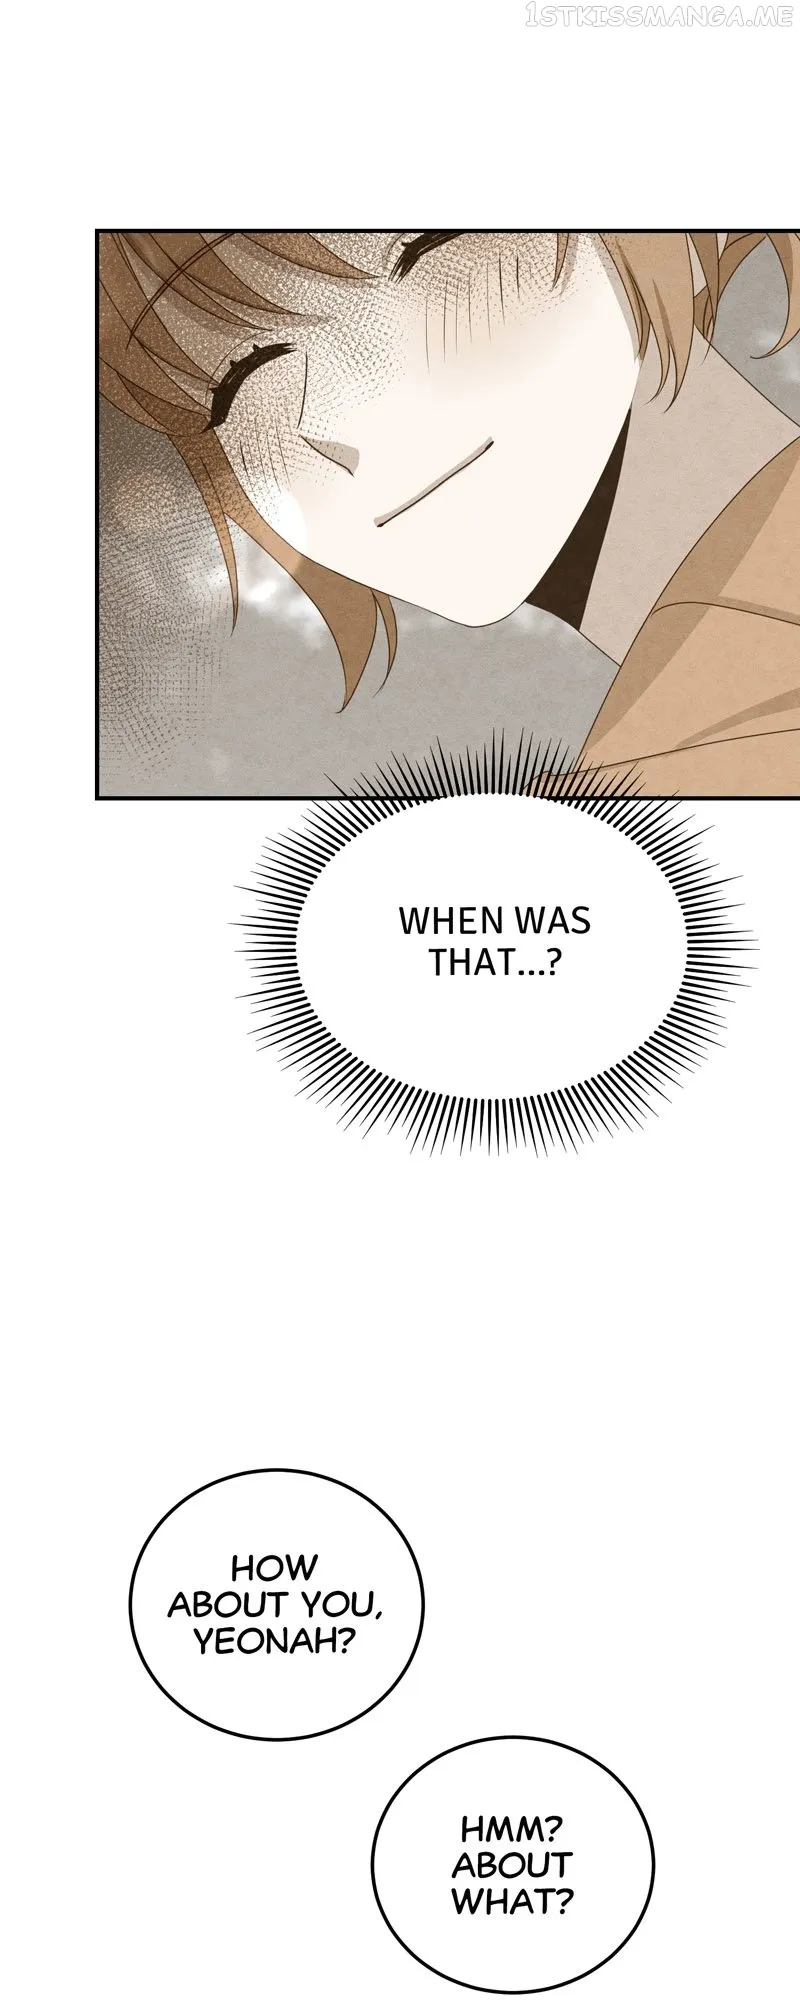 1STKISSMANGA.ME
WHEN WAS
THAT...?
HOW
ABOUT YOU,
YEONAH?
HMM?
ABOUT
WHAT?